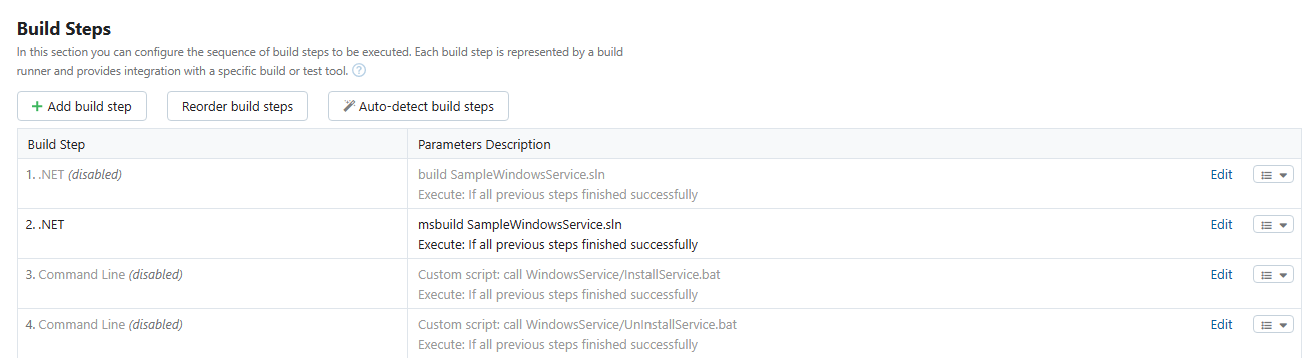 Build Steps
In this section you can configure the sequence of build steps to be executed. Each build step is represented by a build
runner and provides integration with a specific build or test tool. ?
+ Add build step Reorder build steps Auto-detect build steps
Build Step Parameters Description
1. .NET (disabled) build SampleWindowsService.sln Edit
Execute: If all previous steps finished successfully
2. .NET msbuild SampleWindowsService.sln Edit
Execute: If all previous steps finished successfully
3. Command Line (disabled) Custom script: call WindowsService/InstallService.bat Edit
Execute: If all previous steps finished successfully
4. Command Line (disabled) Custom script: call WindowsService/UnInstallService.bat Edit
Execute: If all previous steps finished successfully